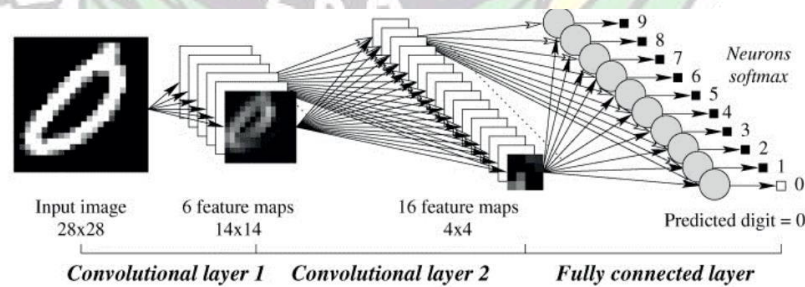 9
8
7
6
5
4
3
2
1
0
Neurons
softmax
Input image
28x28
6 feature maps
14x14
16 feature maps
4x4
Predicted digit = 0
Convolutional layer 1
Convolutional layer 2
Fully connected layer